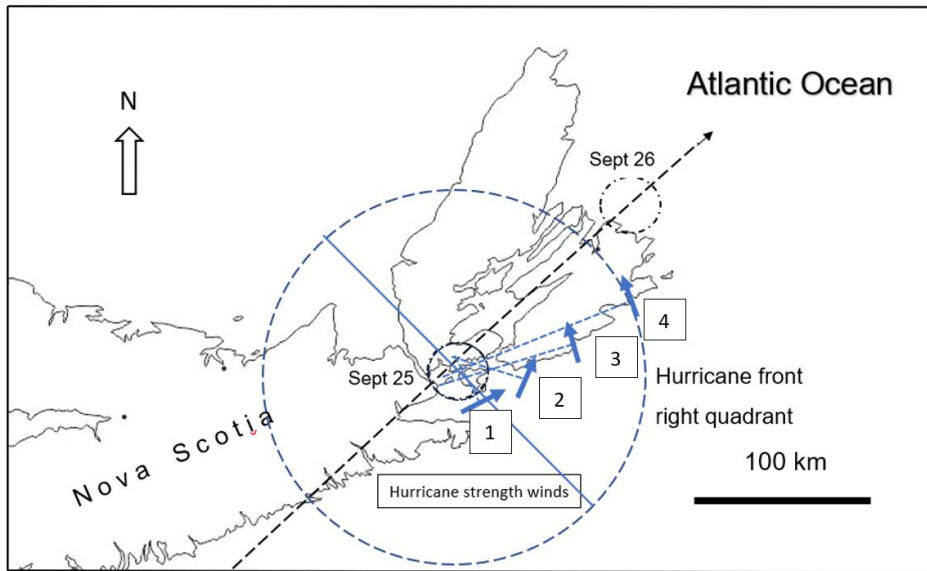 Atlantic Ocean
N
Sept 26
4
3
Sept 25
2
Hurricane front
right quadrant
1
Nova Scotia
100 km
Hurricane strength winds